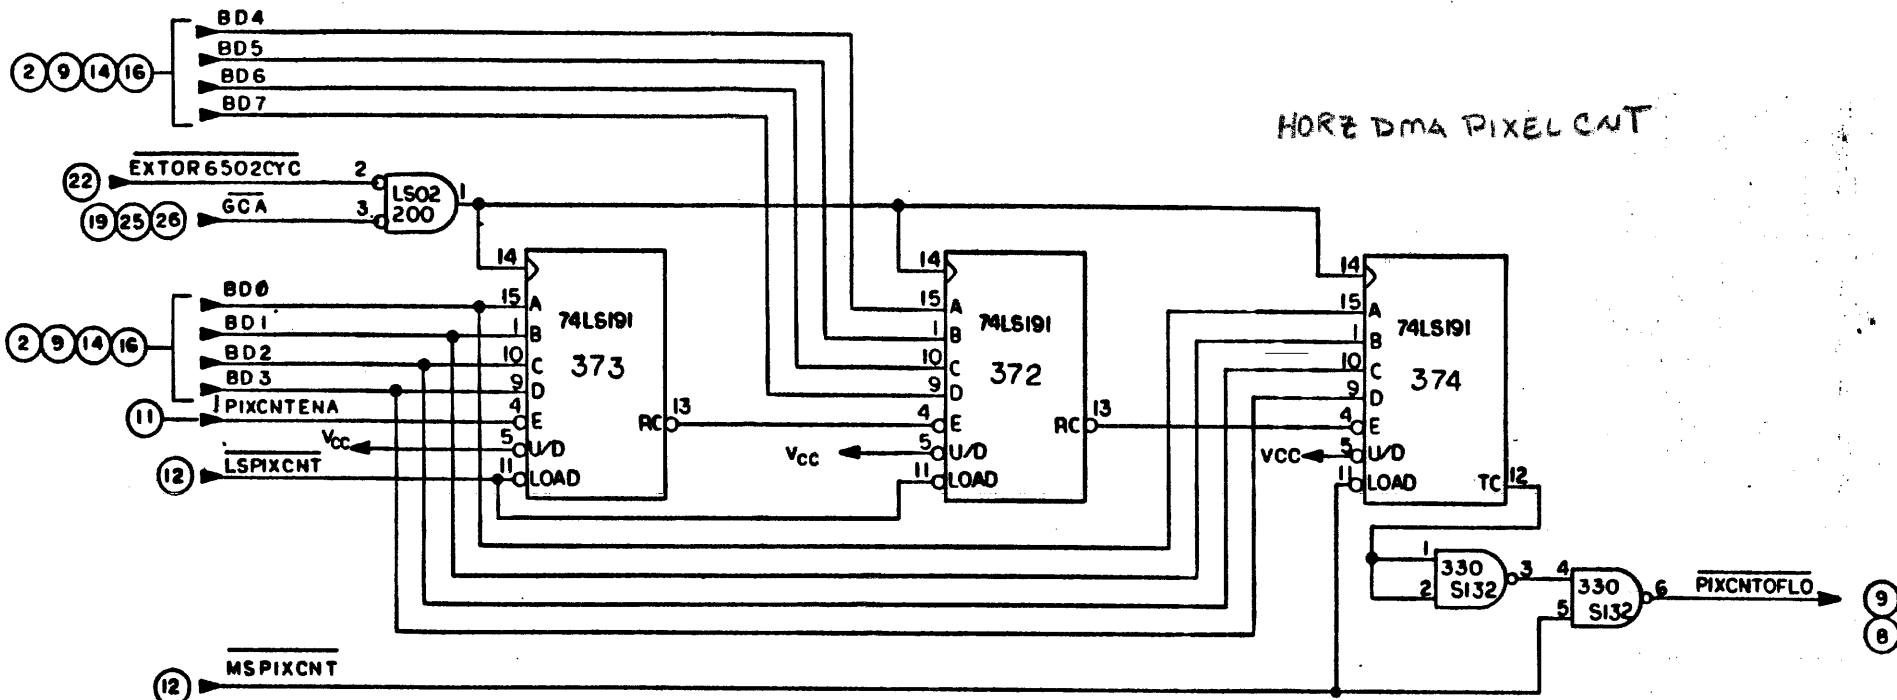 BD4
BD5
2 9 14 16
BD6
BD7
HORZ DMA PIXEL CNT
22 EXTOR6502CYC 2
LS02
200
1
19 25 26 GCA 3
14
14
14
BD0 15 A
74LS191
373
BD1 1 B
2 9 14 16
BD2 10 C
BD3 9 D
11 PIXCNTENA 4 E
RC 13
VCC 5 U/D
12 LSPIXCNT 11 LOAD
15 A
74LS191
372
1 B
10 C
9 D
4 E
RC 13
VCC 5 U/D
11 LOAD
15 A
74LS191
374
1 B
10 C
9 D
4 E
VCC 5 U/D
11 LOAD
TC 12
1
330
S132
2
3 4
330
S132
5
6 PIXCNTOFLO
9
8
12 MSPIXCNT